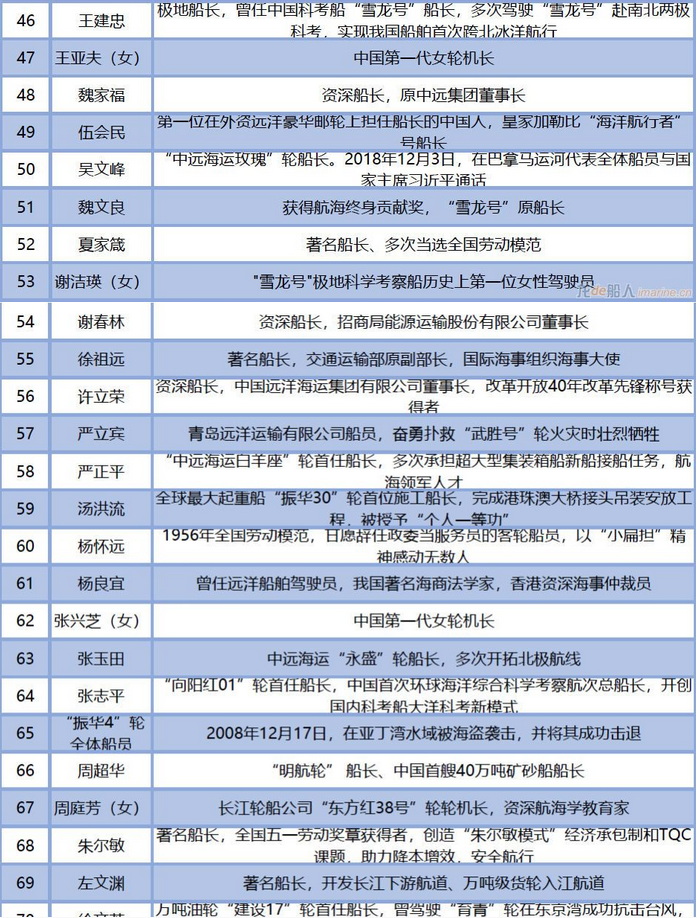 46 王建忠 极地船长，曾任中国科考船“雪龙号”船长，多次驾驶“雪龙号”赴南北两极
科考，实现我国船舶首次跨北冰洋航行
47 王亚夫（女） 中国第一代女轮机长
48 魏家福 资深船长，原中远集团董事长
49 伍会民 第一位在外资远洋豪华邮轮上担任船长的中国人，皇家加勒比“海洋航行者”
号船长
50 吴文峰 “中远海运玫瑰”轮船长。2018年12月3日，在巴拿马运河代表全体船员与国
家主席习近平通话
51 魏文良 获得航海终身贡献奖，“雪龙号”原船长
52 夏家箴 著名船长、多次当选全国劳动模范
53 谢洁瑛（女） "雪龙号"极地科学考察船历史上第一位女性驾驶员
龙de船人 imarine.cn
54 谢春林 资深船长，招商局能源运输股份有限公司董事长
55 徐祖远 著名船长，交通运输部原副部长，国际海事组织海事大使
56 许立荣 资深船长，中国远洋海运集团有限公司董事长，改革开放40年改革先锋称号获
得者
57 严立宾 青岛远洋运输有限公司船员，奋勇扑救“武胜号”轮火灾时壮烈牺牲
58 严正平 “中远海运白羊座”轮首任船长，多次承担超大型集装箱船新船接船任务，航
海领军人才
59 汤洪流 全球最大起重船“振华30”轮首位施工船长，完成港珠澳大桥接头吊装安放工
程，被授予“个人一等功”
60 杨怀远 1956年全国劳动模范，甘愿辞任政委当服务员的客轮船员，以“小扁担”精
神感动无数人
61 杨良宜 曾任远洋船舶驾驶员，我国著名海商法学家，香港资深海事仲裁员
62 张兴芝（女） 中国第一代女轮机长
63 张玉田 中远海运“永盛”轮船长，多次开拓北极航线
64 张志平 “向阳红01”轮首任船长，中国首次环球海洋综合科学考察航次总船长，开创
国内科考船大洋科考新模式
65 “振华4”轮
全体船员 2008年12月17日，在亚丁湾水域被海盗袭击，并将其成功击退
66 周超华 “明航轮” 船长、中国首艘40万吨矿砂船船长
67 周庭芳（女） 长江轮船公司“东方红38号”轮轮机长，资深航海学教育家
68 朱尔敏 著名船长，全国五一劳动奖章获得者，创造“朱尔敏模式”经济承包制和TQC
课题，助力降本增效，安全航行
69 左文渊 著名船长，开发长江下游航道、万吨级货轮入江航道
万吨油轮“建设17”轮首任船长，曾驾驶“育青”轮在东京湾成功抗击台风，